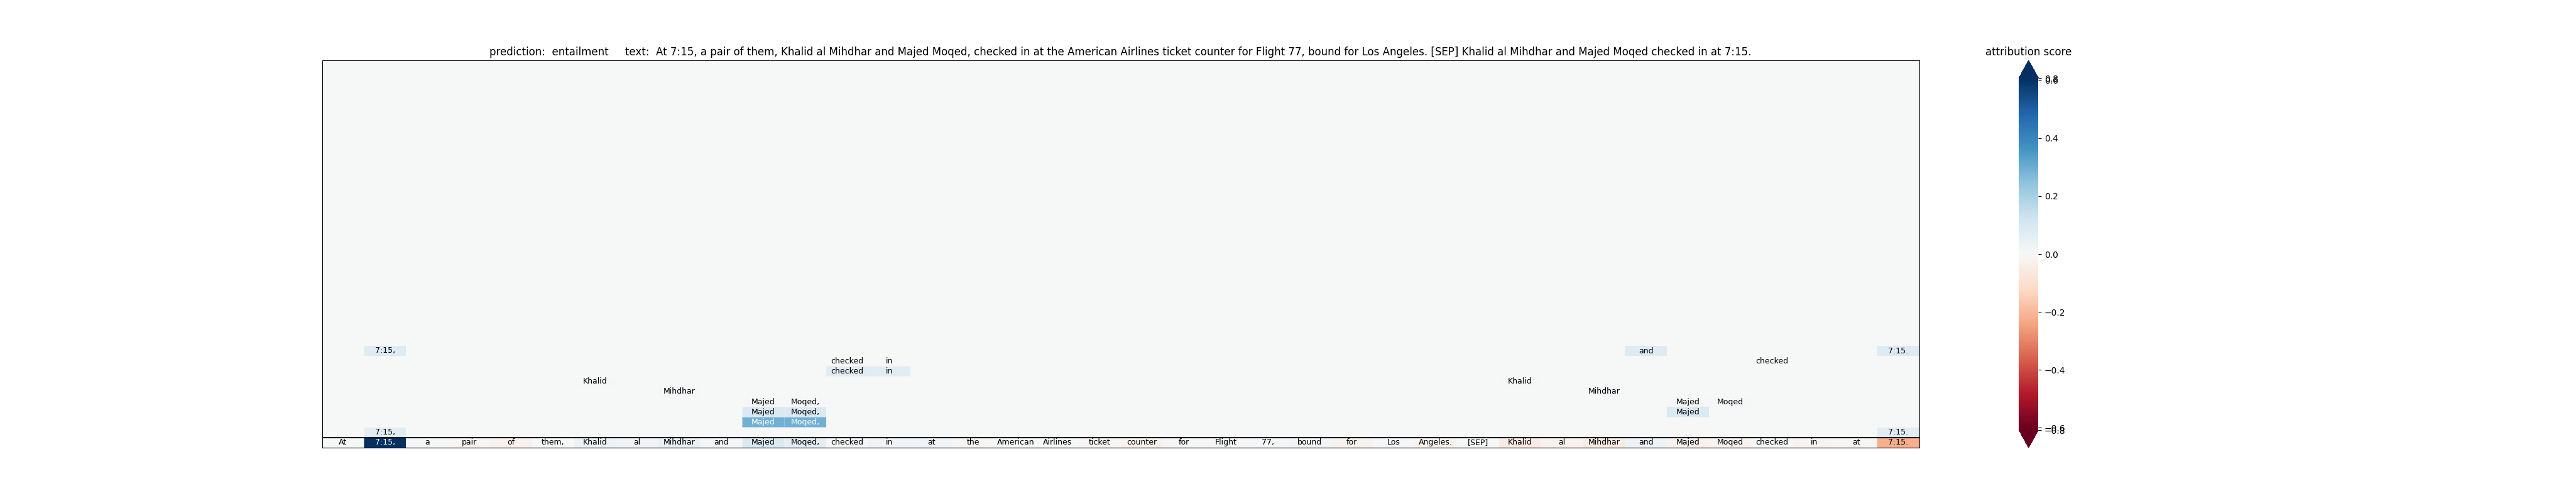 prediction: entailment text: At 7:15, a pair of them, Khalid al Mihdhar and Majed Moqed, checked in at the American Airlines ticket counter for Flight 77, bound for Los Angeles. [SEP] Khalid al Mihdhar and Majed Moqed checked in at 7:15.
7:15, and 7:15.
checked in checked
checked in
Khalid Khalid
Mihdhar Mihdhar
Majed Moqed, Majed Moqed
Majed Moqed, Majed
Majed Moqed,
7:15, 7:15.
At 7:15, a pair of them, Khalid al Mihdhar and Majed Moqed, checked in at the American Airlines ticket counter for Flight 77, bound for Los Angeles. [SEP] Khalid al Mihdhar and Majed Moqed checked in at 7:15.
attribution score
0.4
0.2
0.0
−0.2
−0.4